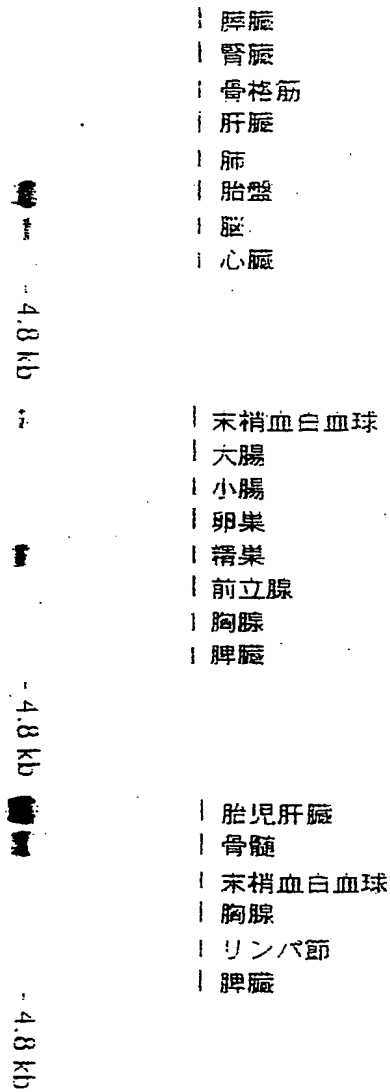 膵臓
腎臓
骨格筋
肝臓
肺
胎盤
脳
心臓
4.8 kb
末梢血白血球
大腸
小腸
卵巣
精巣
前立腺
胸腺
脾臓
4.8 kb
胎児肝臓
骨髄
末梢血白血球
胸腺
リンパ節
脾臓
4.8 kb